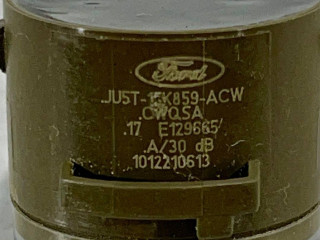 Ford
JU5T-15K859-ACW
CWQSA
.17 E129665
.A/30 dB
1012210613